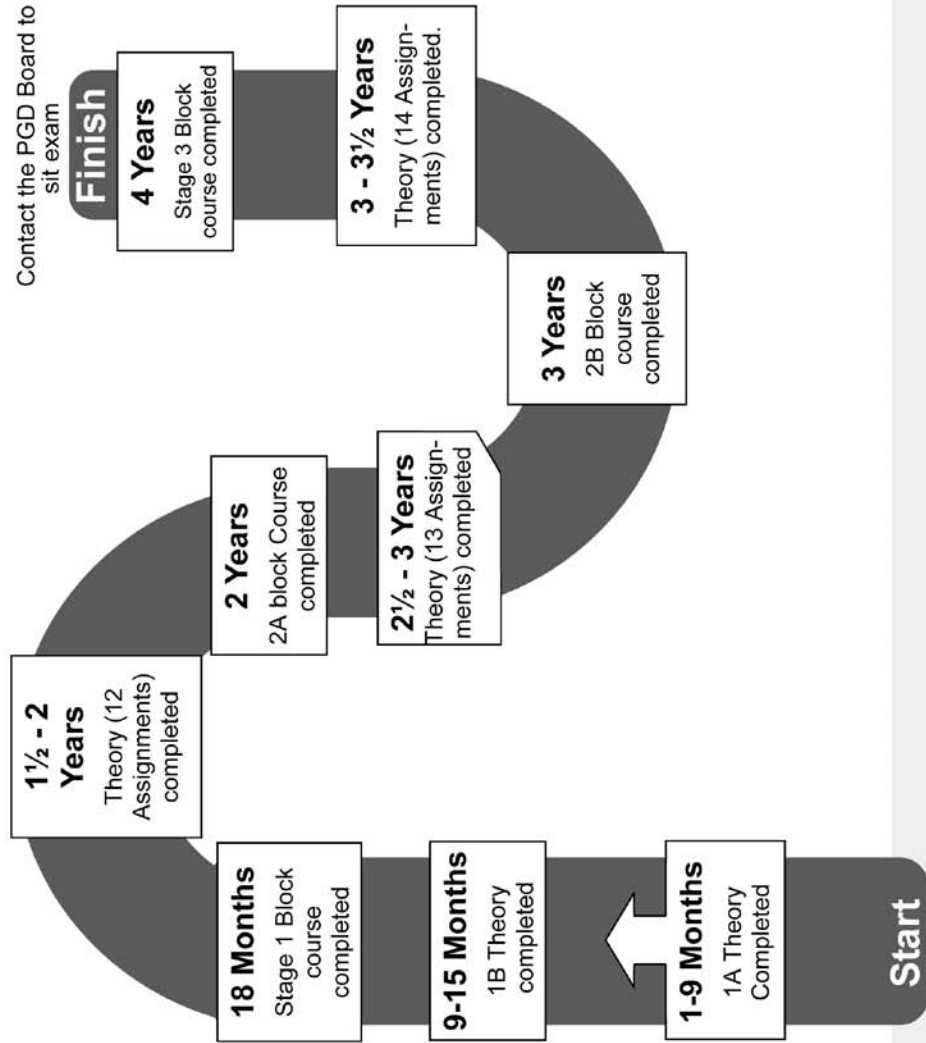 Start
1-9 Months
1A Theory
Completed
9-15 Months
1B Theory
completed
18 Months
Stage 1 Block
course
completed
1½ - 2
Years
Theory (12
Assignments)
completed
2 Years
2A block Course
completed
2½ - 3 Years
Theory (13 Assign-
ments) completed
3 Years
2B Block
course
completed
3 - 3½ Years
Theory (14 Assign-
ments) completed.
4 Years
Stage 3 Block
course completed
Finish
Contact the PGD Board to
sit exam